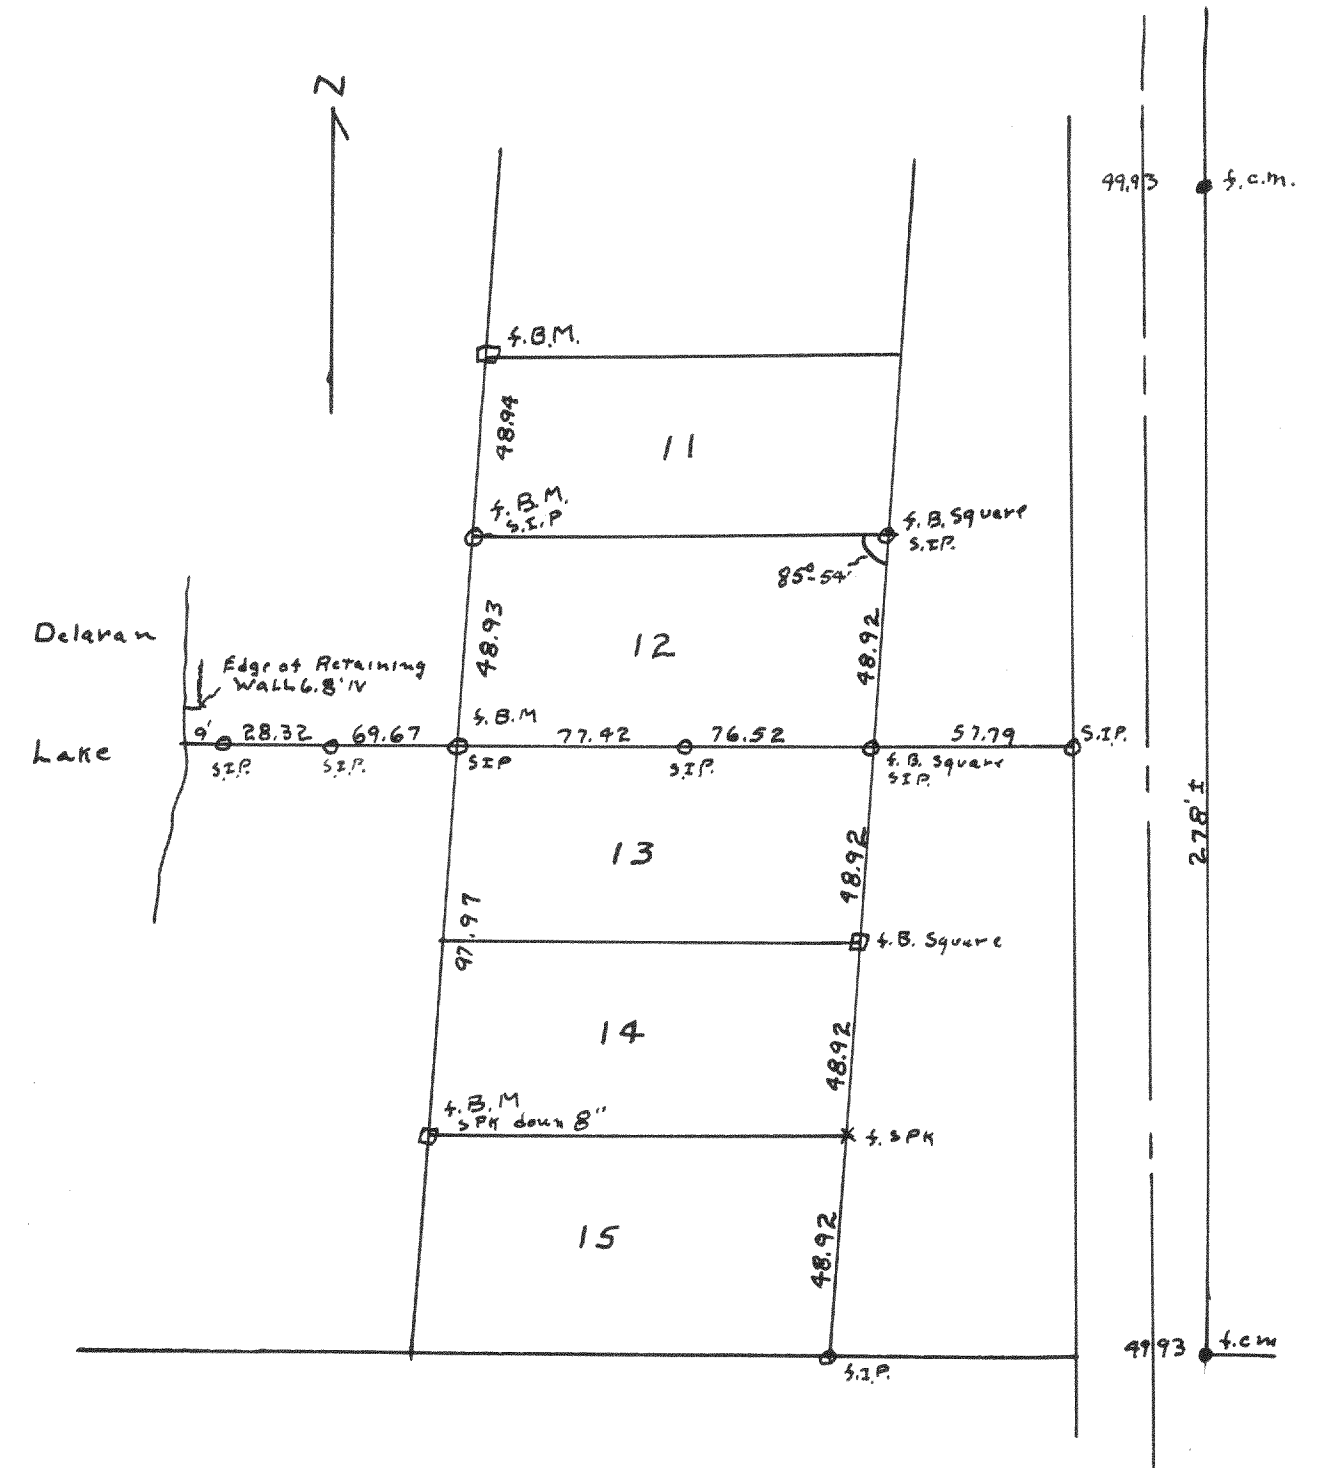 N
49.93
f.c.m.
f.B.M.
48.94
11
f.B.M.
S.I.P
f.B.Square
S.I.P.
85°-54'
Delavan
48.93
12
48.92
Edge of Retaining
WALL 6.8' IV
9'
28.32
69.67
f.B.M
77.42
76.52
57.79
S.I.P.
Lake
S.I.P.
S.I.P.
SIP
S.I.P.
f.B. Square
S.I.P.
278'±
13
48.92
97.97
f.B. Square
14
48.92
f.B.M
SPK down 8"
f.SPK
15
48.92
49.93
f.cm
S.I.P.